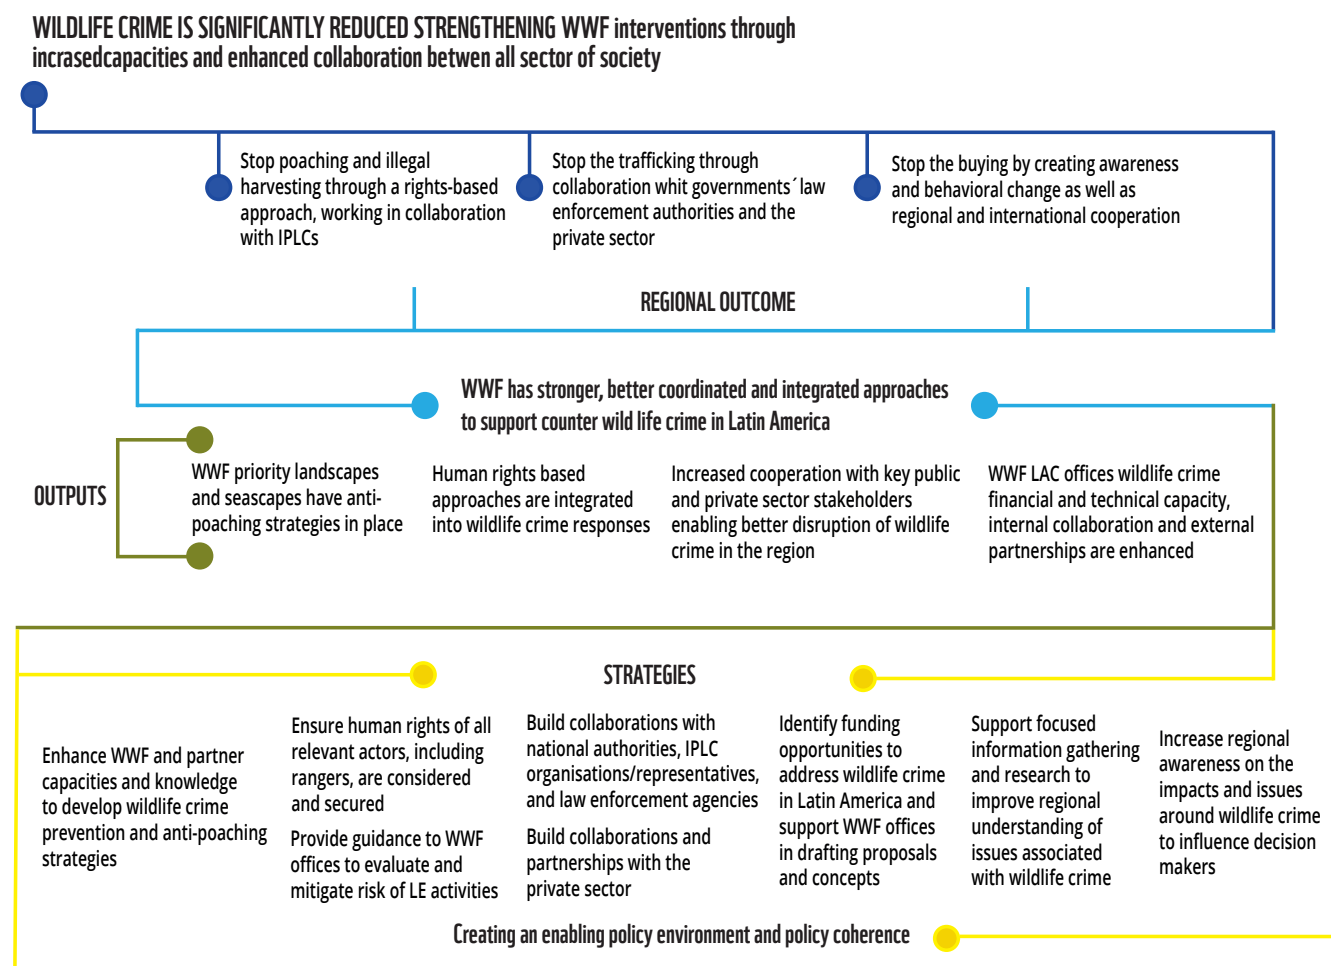 WILDLIFE CRIME IS SIGNIFICANTLY REDUCED STRENGTHENING WWF interventions through
incrasedcapacities and enhanced collaboration betwen all sector of society
Stop poaching and illegal
harvesting through a rights-based
approach, working in collaboration
with IPLCs
Stop the trafficking through
collaboration whit governments´ law
enforcement authorities and the
private sector
Stop the buying by creating awareness
and behavioral change as well as
regional and international cooperation
REGIONAL OUTCOME
WWF has stronger, better coordinated and integrated approaches
to support counter wild life crime in Latin America
OUTPUTS
WWF priority landscapes
and seascapes have anti-
poaching strategies in place
Human rights based
approaches are integrated
into wildlife crime responses
Increased cooperation with key public
and private sector stakeholders
enabling better disruption of wildlife
crime in the region
WWF LAC offices wildlife crime
financial and technical capacity,
internal collaboration and external
partnerships are enhanced
STRATEGIES
Enhance WWF and partner
capacities and knowledge
to develop wildlife crime
prevention and anti-poaching
strategies
Ensure human rights of all
relevant actors, including
rangers, are considered
and secured
Provide guidance to WWF
offices to evaluate and
mitigate risk of LE activities
Build collaborations with
national authorities, IPLC
organisations/representatives,
and law enforcement agencies
Build collaborations and
partnerships with the
private sector
Identify funding
opportunities to
address wildlife crime
in Latin America and
support WWF offices
in drafting proposals
and concepts
Support focused
information gathering
and research to
improve regional
understanding of
issues associated
with wildlife crime
Increase regional
awareness on the
impacts and issues
around wildlife crime
to influence decision
makers
Creating an enabling policy environment and policy coherence